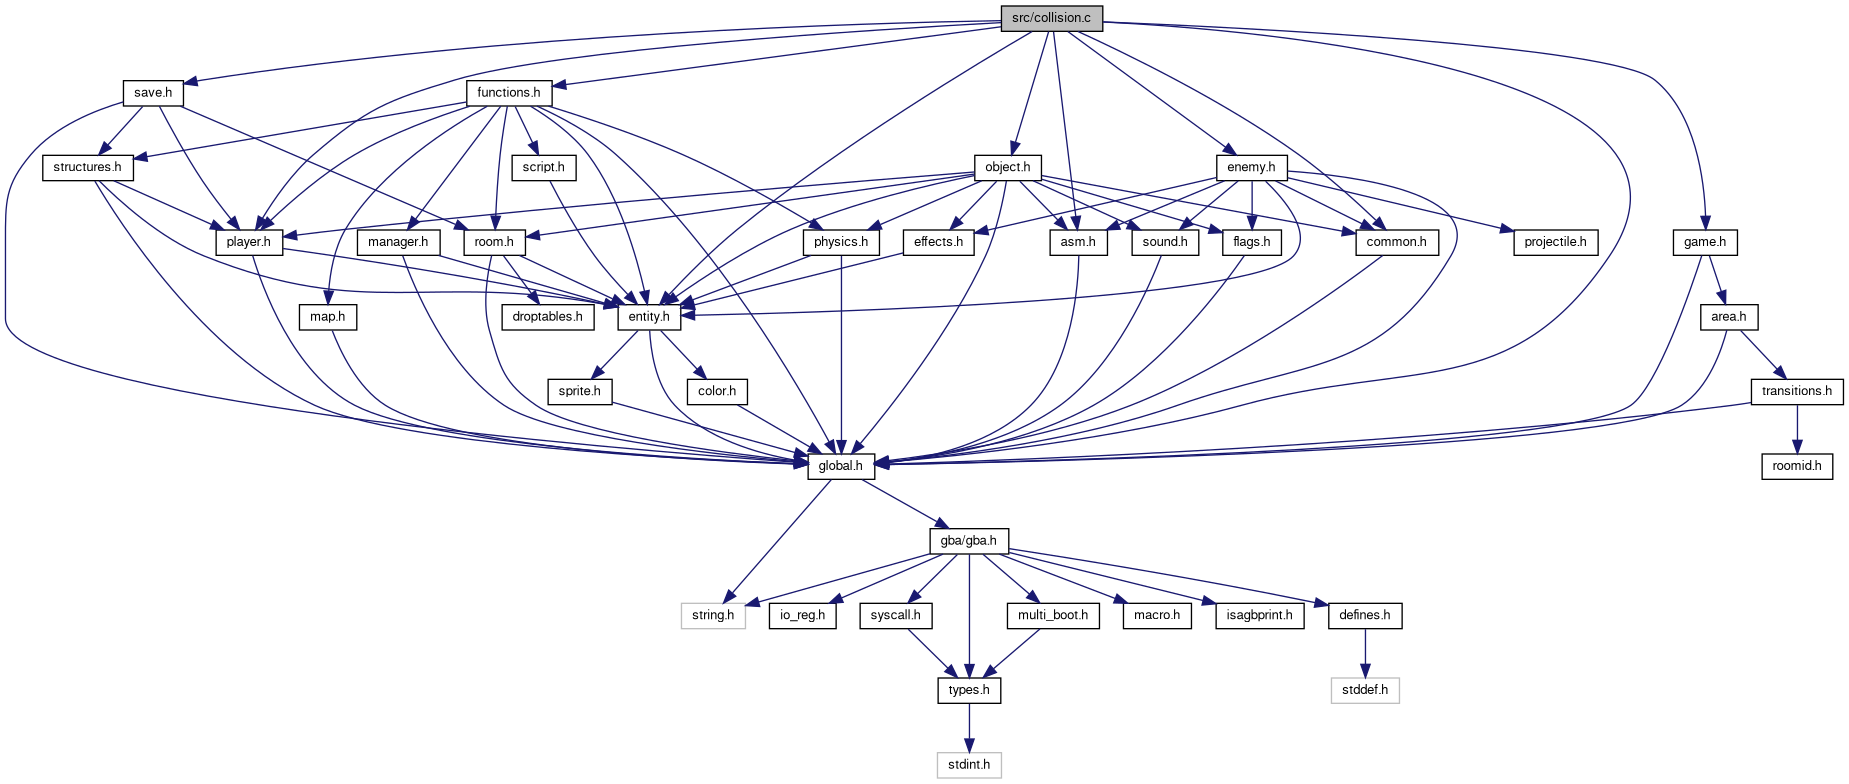 src/collision.c
save.h
functions.h
structures.h
script.h
object.h
enemy.h
player.h
manager.h
room.h
physics.h
effects.h
asm.h
sound.h
flags.h
common.h
projectile.h
game.h
map.h
droptables.h
entity.h
area.h
sprite.h
color.h
transitions.h
global.h
roomid.h
gba/gba.h
string.h
io_reg.h
syscall.h
multi_boot.h
macro.h
isagbprint.h
defines.h
types.h
stddef.h
stdint.h